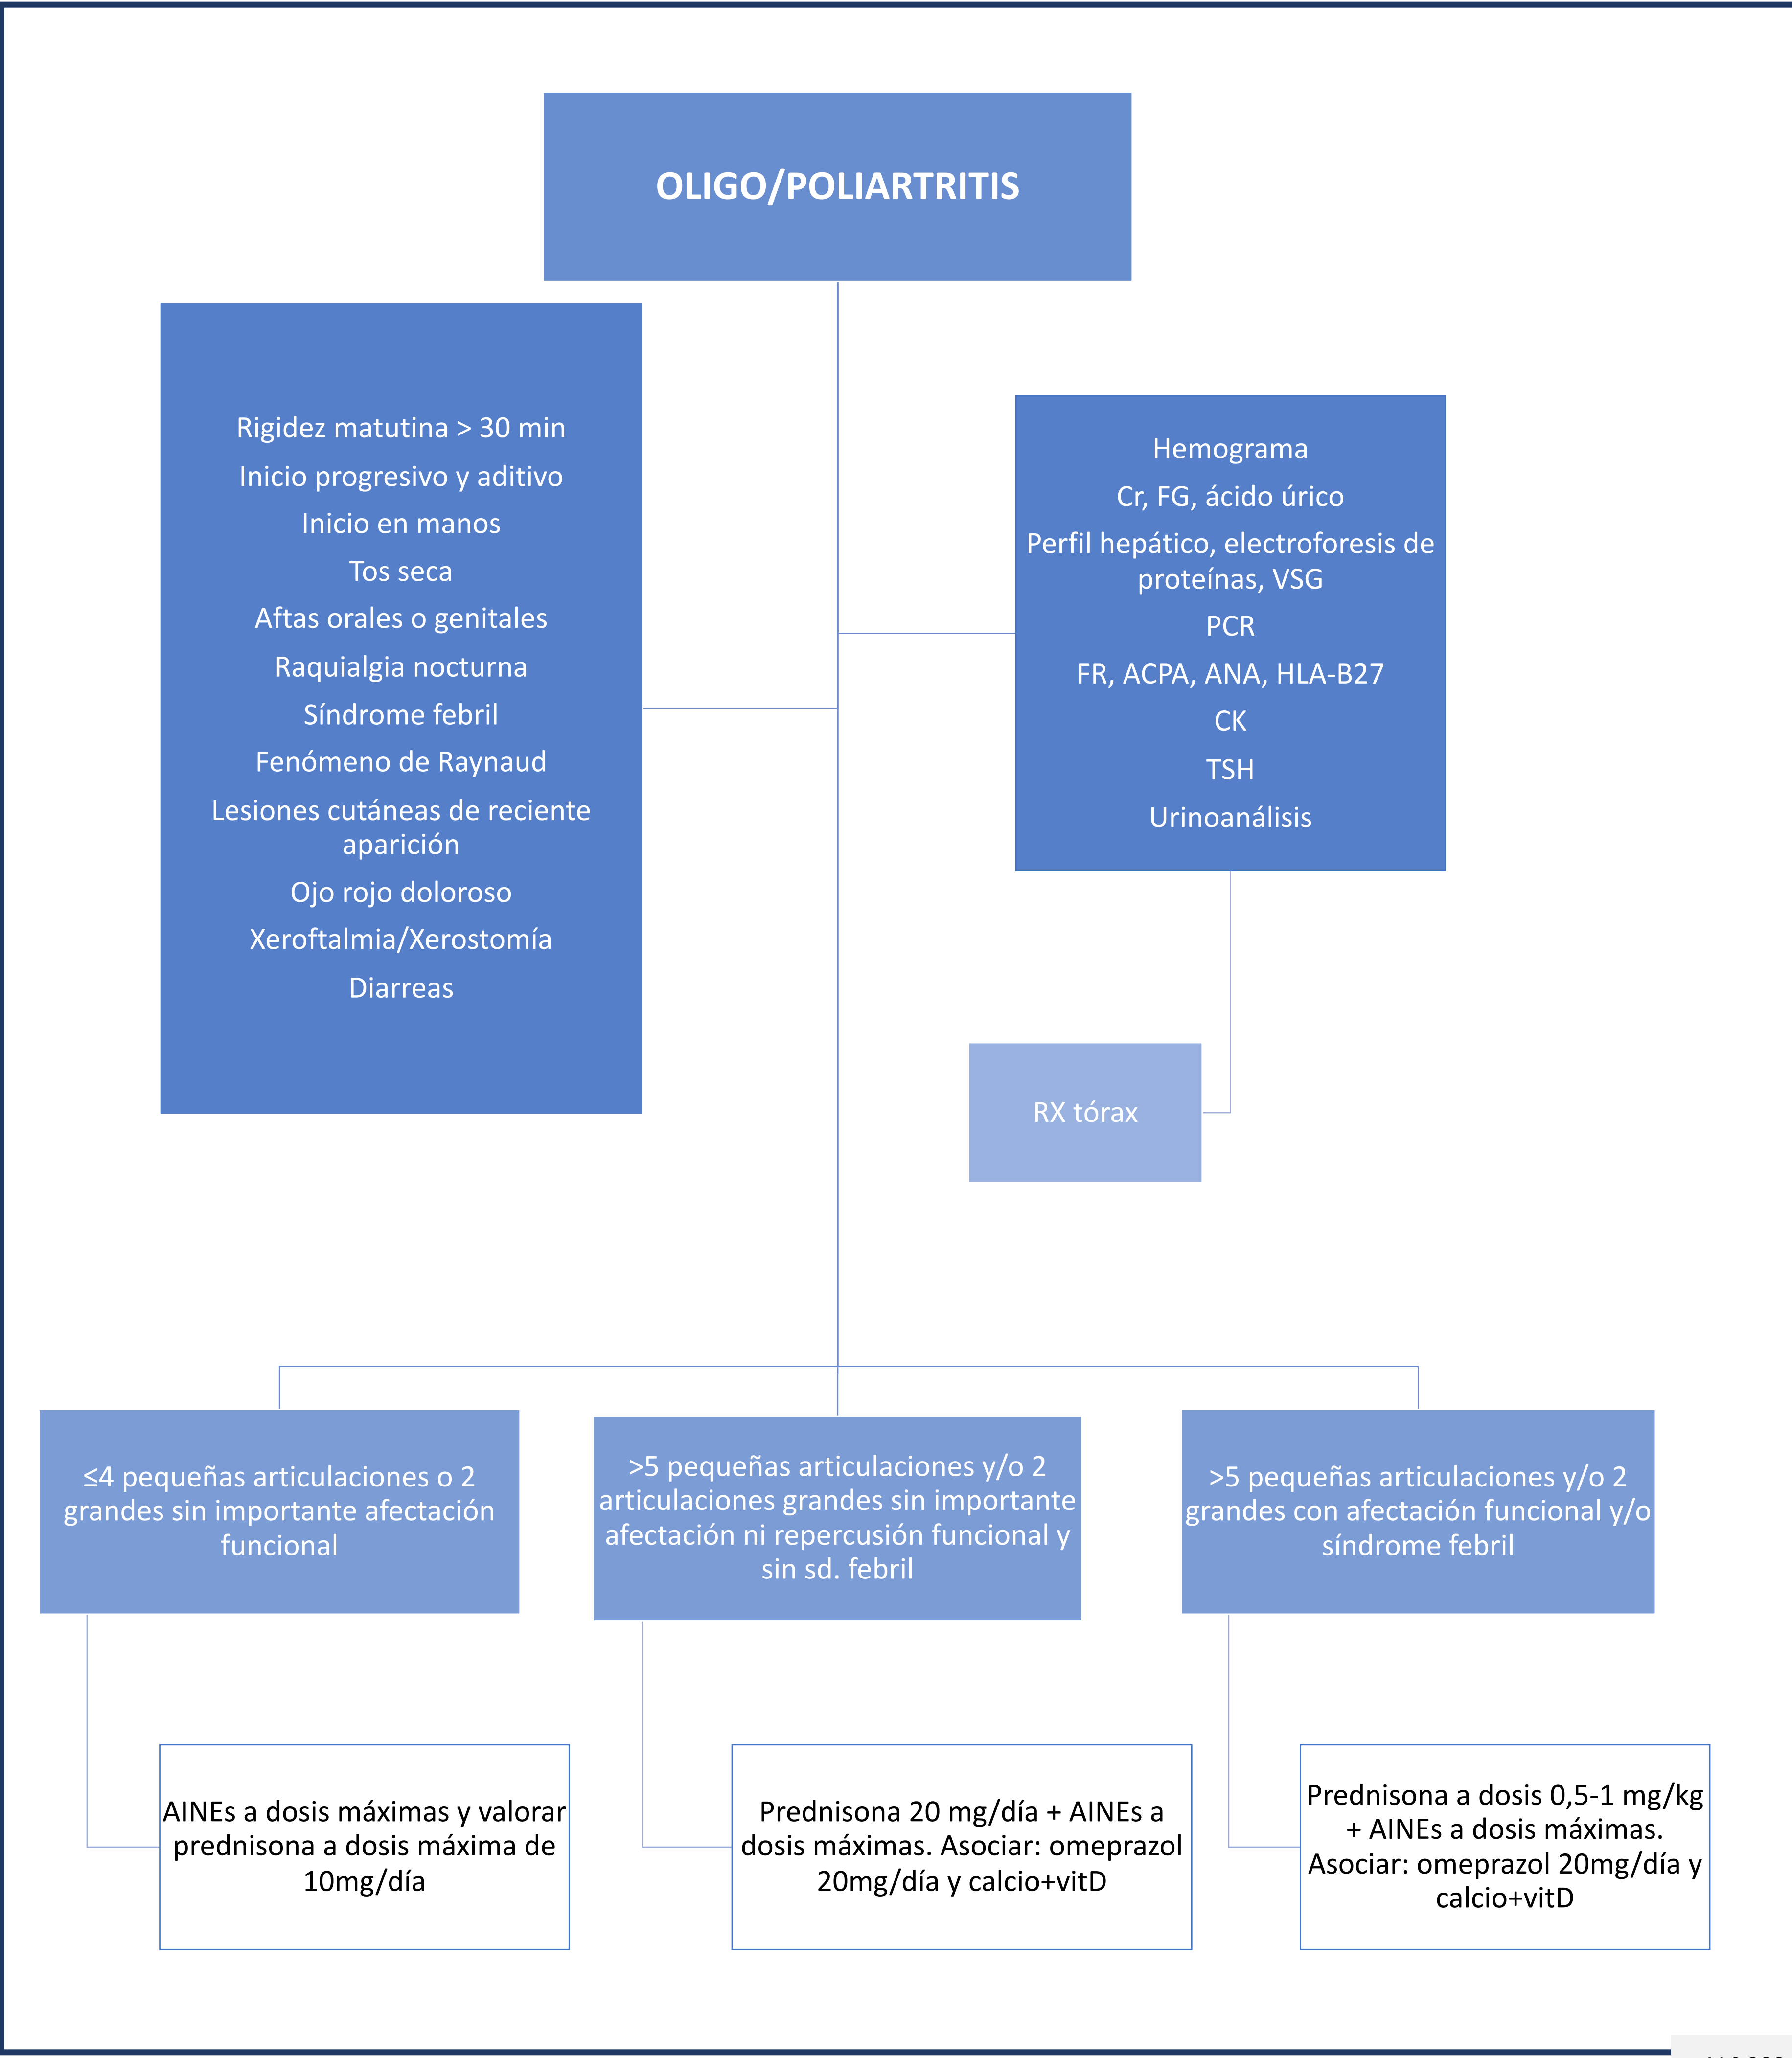 OLIGO/POLIARTRITIS
Rigidez matutina > 30 min
Inicio progresivo y aditivo
Inicio en manos
Tos seca
Aftas orales o genitales
Raquialgia nocturna
Síndrome febril
Fenómeno de Raynaud
Lesiones cutáneas de reciente
aparición
Ojo rojo doloroso
Xeroftalmia/Xerostomía
Diarreas
Hemograma
Cr, FG, ácido úrico
Perfil hepático, electroforesis de
proteínas, VSG
PCR
FR, ACPA, ANA, HLA-B27
CK
TSH
Urinoanálisis
RX tórax
≤4 pequeñas articulaciones o 2
grandes sin importante afectación
funcional
>5 pequeñas articulaciones y/o 2
articulaciones grandes sin importante
afectación ni repercusión funcional y
sin sd. febril
>5 pequeñas articulaciones y/o 2
grandes con afectación funcional y/o
síndrome febril
AINEs a dosis máximas y valorar
prednisona a dosis máxima de
10mg/día
Prednisona 20 mg/día + AINEs a
dosis máximas. Asociar: omeprazol
20mg/día y calcio+vitD
Prednisona a dosis 0,5-1 mg/kg
+ AINEs a dosis máximas.
Asociar: omeprazol 20mg/día y
calcio+vitD